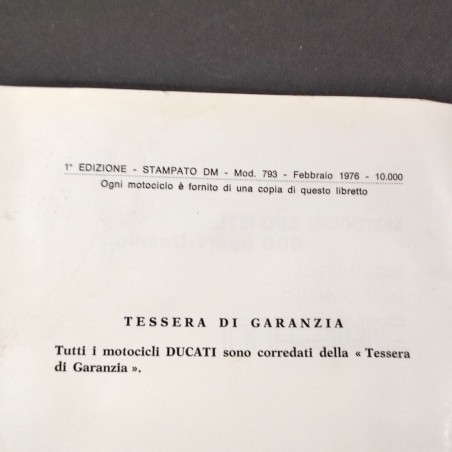 1° EDIZIONE - STAMPATO DM - Mod. 793 - Febbraio 1976 - 10.000
Ogni motociclo è fornito di una copia di questo libretto
TESSERA DI GARANZIA
Tutti i motocicli DUCATI sono corredati della « Tessera
di Garanzia ».